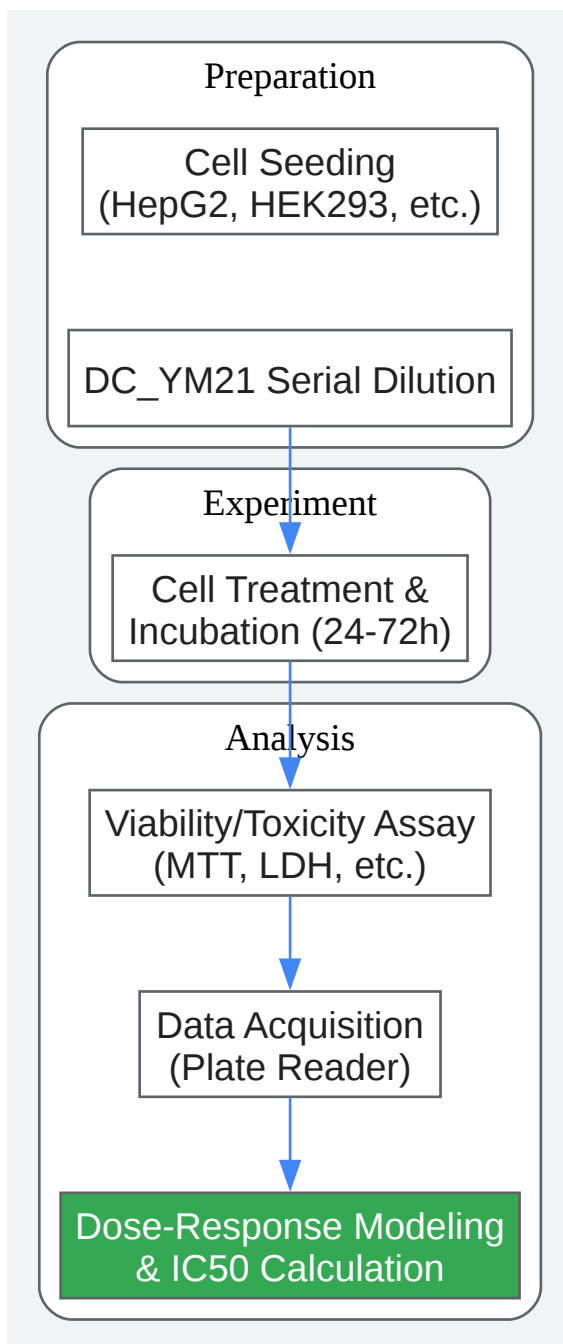 Preparation
Cell Seeding
(HepG2, HEK293, etc.)
DC_YM21 Serial Dilution
Experiment
Cell Treatment &
Incubation (24-72h)
Analysis
Viability/Toxicity Assay
(MTT, LDH, etc.)
Data Acquisition
(Plate Reader)
Dose-Response Modeling
& IC50 Calculation